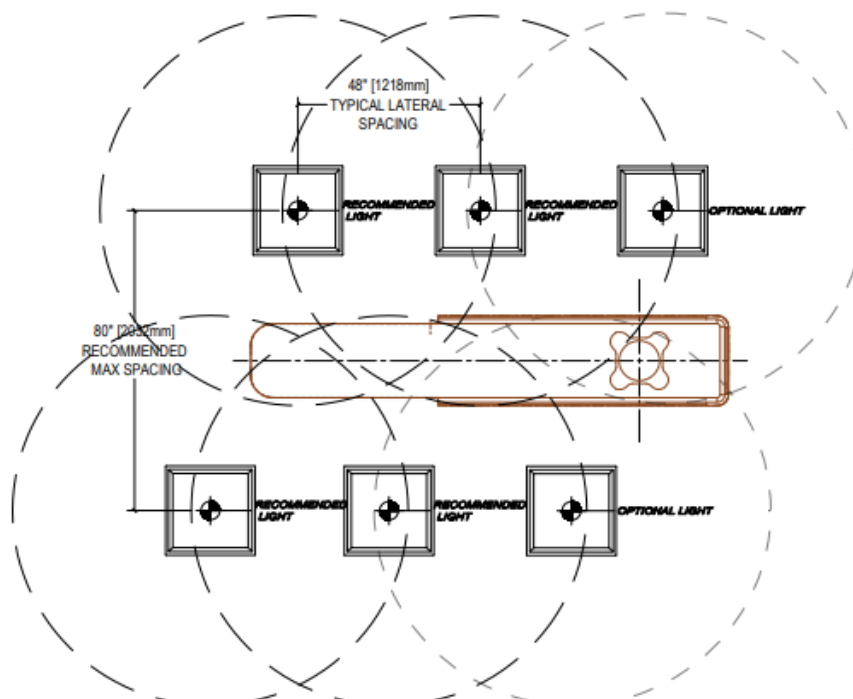 48" [1218mm]
TYPICAL LATERAL
SPACING
RECOMMENDED
LIGHT
RECOMMENDED
LIGHT
OPTIONAL LIGHT
80" [2032mm]
RECOMMENDED
MAX SPACING
RECOMMENDED
LIGHT
RECOMMENDED
LIGHT
OPTIONAL LIGHT